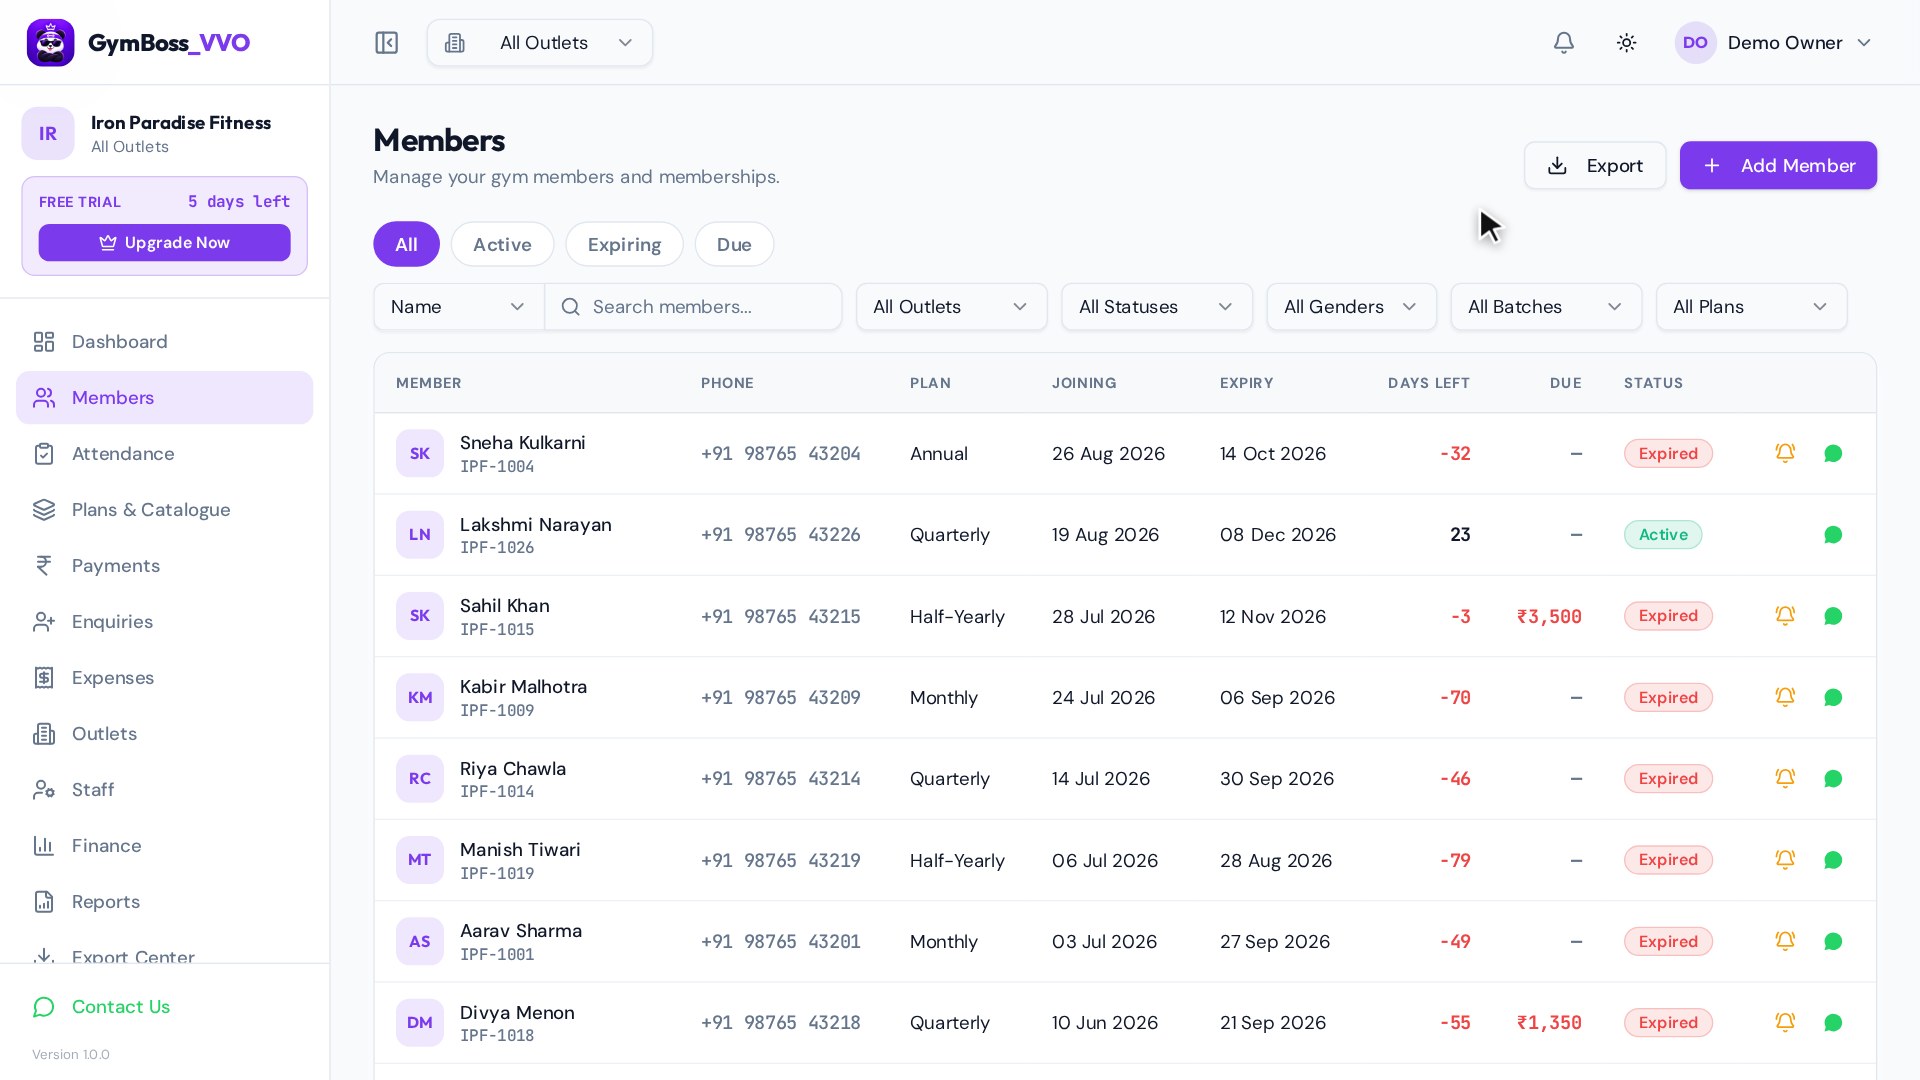 GymBoss_VVO
All Outlets
DO Demo Owner
IR Iron Paradise Fitness
All Outlets
FREE TRIAL 5 days left
Upgrade Now
Dashboard
Members
Attendance
Plans & Catalogue
Payments
Enquiries
Expenses
Outlets
Staff
Finance
Reports
Export Center
Contact Us
Version 1.0.0
Members
Manage your gym members and memberships.
Export
Add Member
All Active Expiring Due
Name Search members... All Outlets All Statuses All Genders All Batches All Plans
MEMBER PHONE PLAN JOINING EXPIRY DAYS LEFT DUE STATUS
SK Sneha Kulkarni IPF-1004 +91 98765 43204 Annual 26 Aug 2026 14 Oct 2026 -32 – Expired
LN Lakshmi Narayan IPF-1026 +91 98765 43226 Quarterly 19 Aug 2026 08 Dec 2026 23 – Active
SK Sahil Khan IPF-1015 +91 98765 43215 Half-Yearly 28 Jul 2026 12 Nov 2026 -3 ₹3,500 Expired
KM Kabir Malhotra IPF-1009 +91 98765 43209 Monthly 24 Jul 2026 06 Sep 2026 -70 – Expired
RC Riya Chawla IPF-1014 +91 98765 43214 Quarterly 14 Jul 2026 30 Sep 2026 -46 – Expired
MT Manish Tiwari IPF-1019 +91 98765 43219 Half-Yearly 06 Jul 2026 28 Aug 2026 -79 – Expired
AS Aarav Sharma IPF-1001 +91 98765 43201 Monthly 03 Jul 2026 27 Sep 2026 -49 – Expired
DM Divya Menon IPF-1018 +91 98765 43218 Quarterly 10 Jun 2026 21 Sep 2026 -55 ₹1,350 Expired